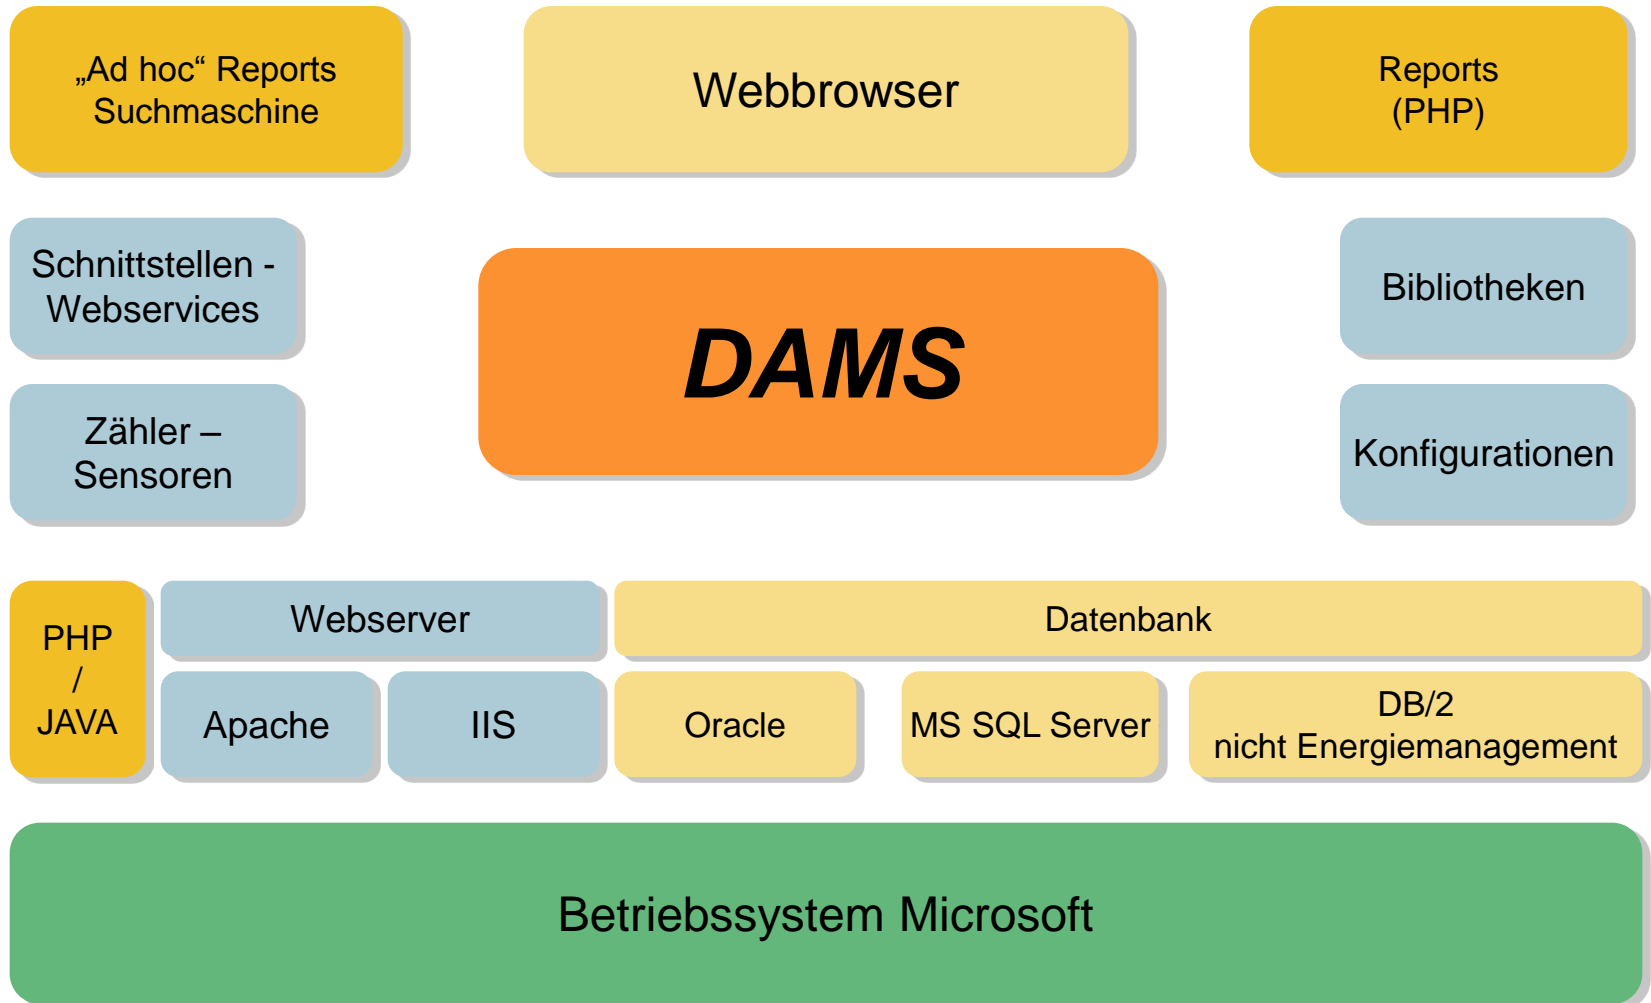 „Ad hoc“ Reports
Suchmaschine
Webbrowser
Reports
(PHP)
Schnittstellen -
Webservices
DAMS
Bibliotheken
Zähler –
Sensoren
Konfigurationen
PHP
/
JAVA
Webserver
Datenbank
Apache
IIS
Oracle
MS SQL Server
DB/2
nicht Energiemanagement
Betriebssystem Microsoft